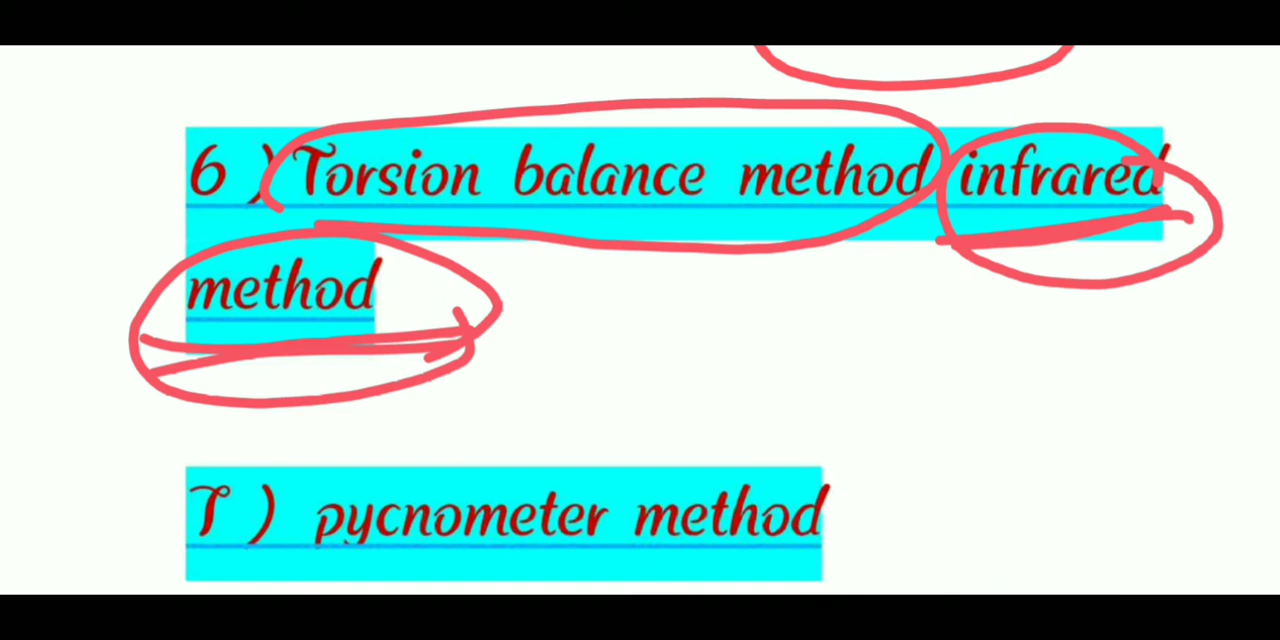 6 ) Torsion balance method infrared
method
7 ) pycnometer method